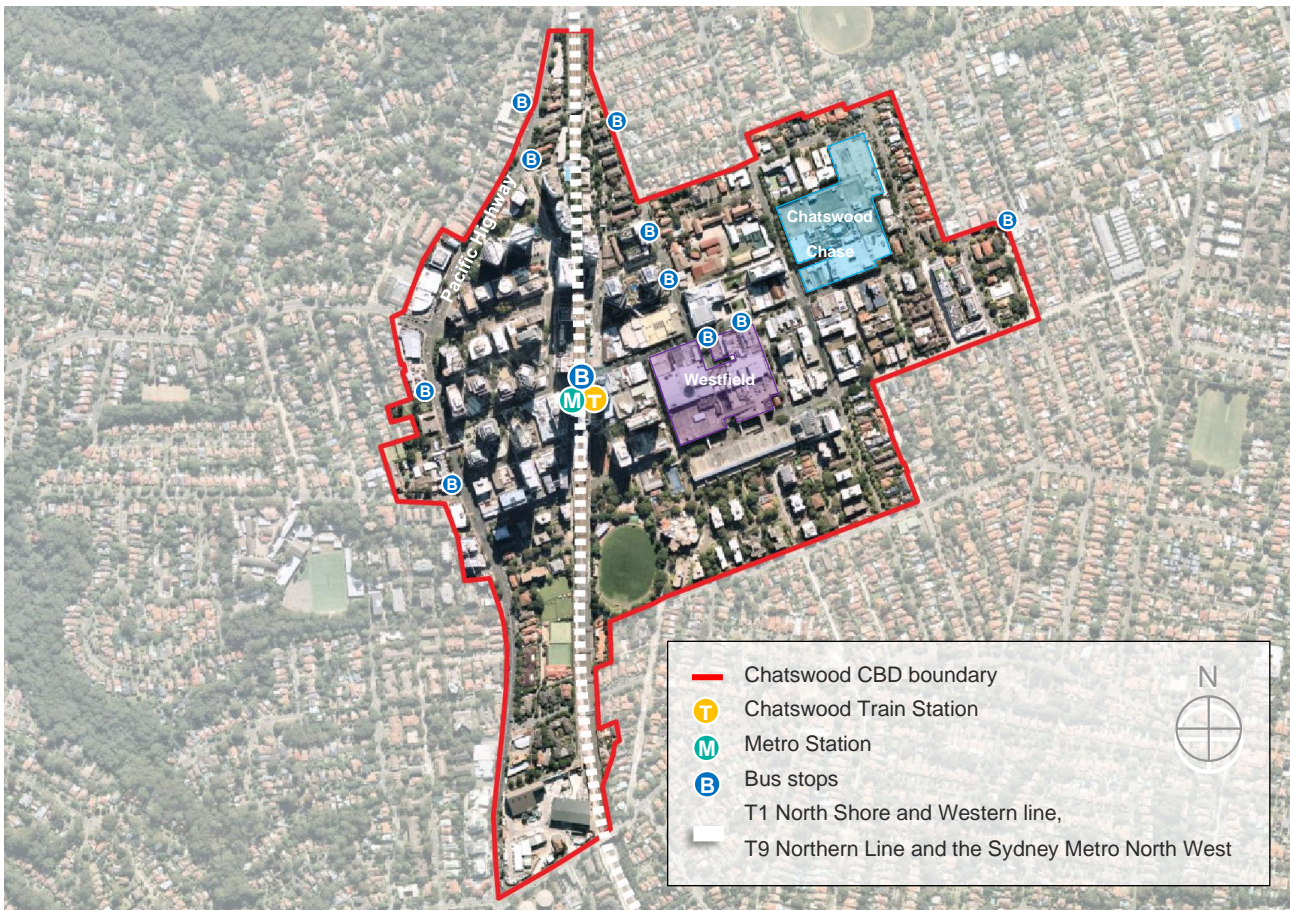 B
B
B
Pacific Highway
B
B
B
B
B
Chatswood
Chase
Westfield
B
M
T
B
B
Chatswood CBD boundary
T
Chatswood Train Station
M
Metro Station
B
Bus stops
T1 North Shore and Western line,
T9 Northern Line and the Sydney Metro North West
N